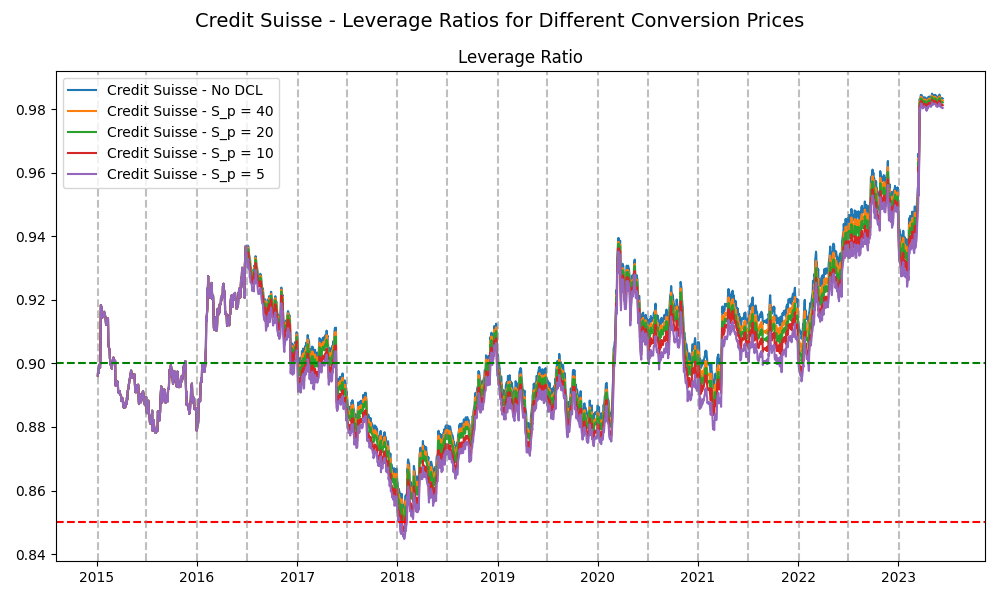 Credit Suisse - Leverage Ratios for Different Conversion Prices
Leverage Ratio
Credit Suisse - No DCL
Credit Suisse - S_p = 40
Credit Suisse - S_p = 20
Credit Suisse - S_p = 10
Credit Suisse - S_p = 5
0.98
0.96
0.94
0.92
0.90
0.88
0.86
0.84
2015 2016 2017 2018 2019 2020 2021 2022 2023